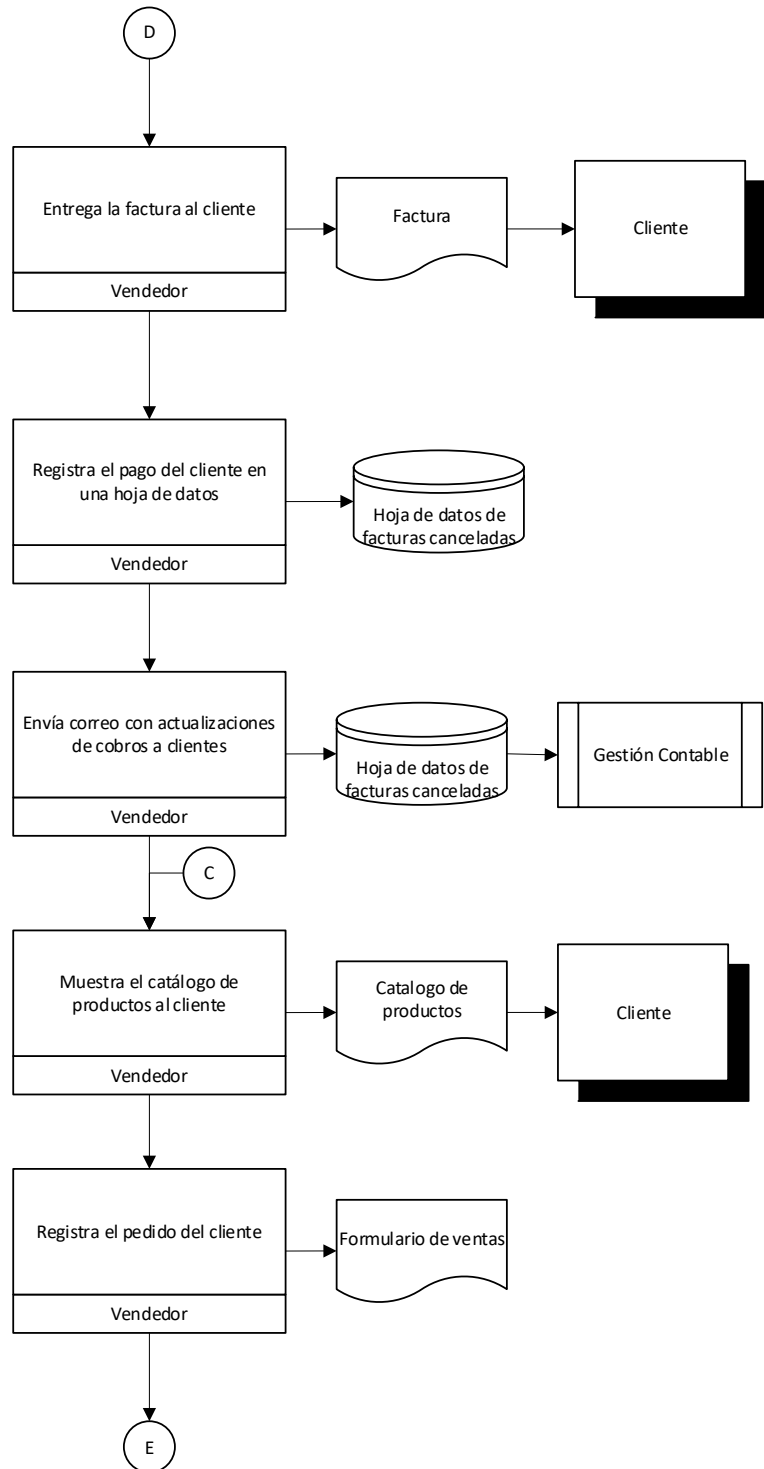 D
Entrega la factura al cliente
Vendedor
Factura
Cliente
Registra el pago del cliente en
una hoja de datos
Vendedor
Hoja de datos de
facturas canceladas
Envía correo con actualizaciones
de cobros a clientes
Vendedor
Hoja de datos de
facturas canceladas
Gestión Contable
C
Muestra el catálogo de
productos al cliente
Vendedor
Catalogo de
productos
Cliente
Registra el pedido del cliente
Vendedor
Formulario de ventas
E